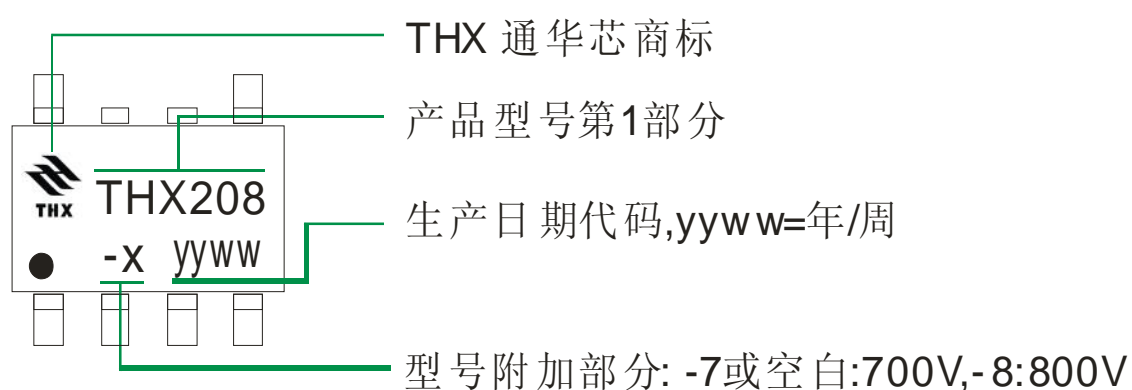 THX 通华芯商标
产品型号第1部分
THX
THX208
生产日期代码,yyww=年/周
-x yyww
型号附加部分: -7或空白:700V,-8:800V